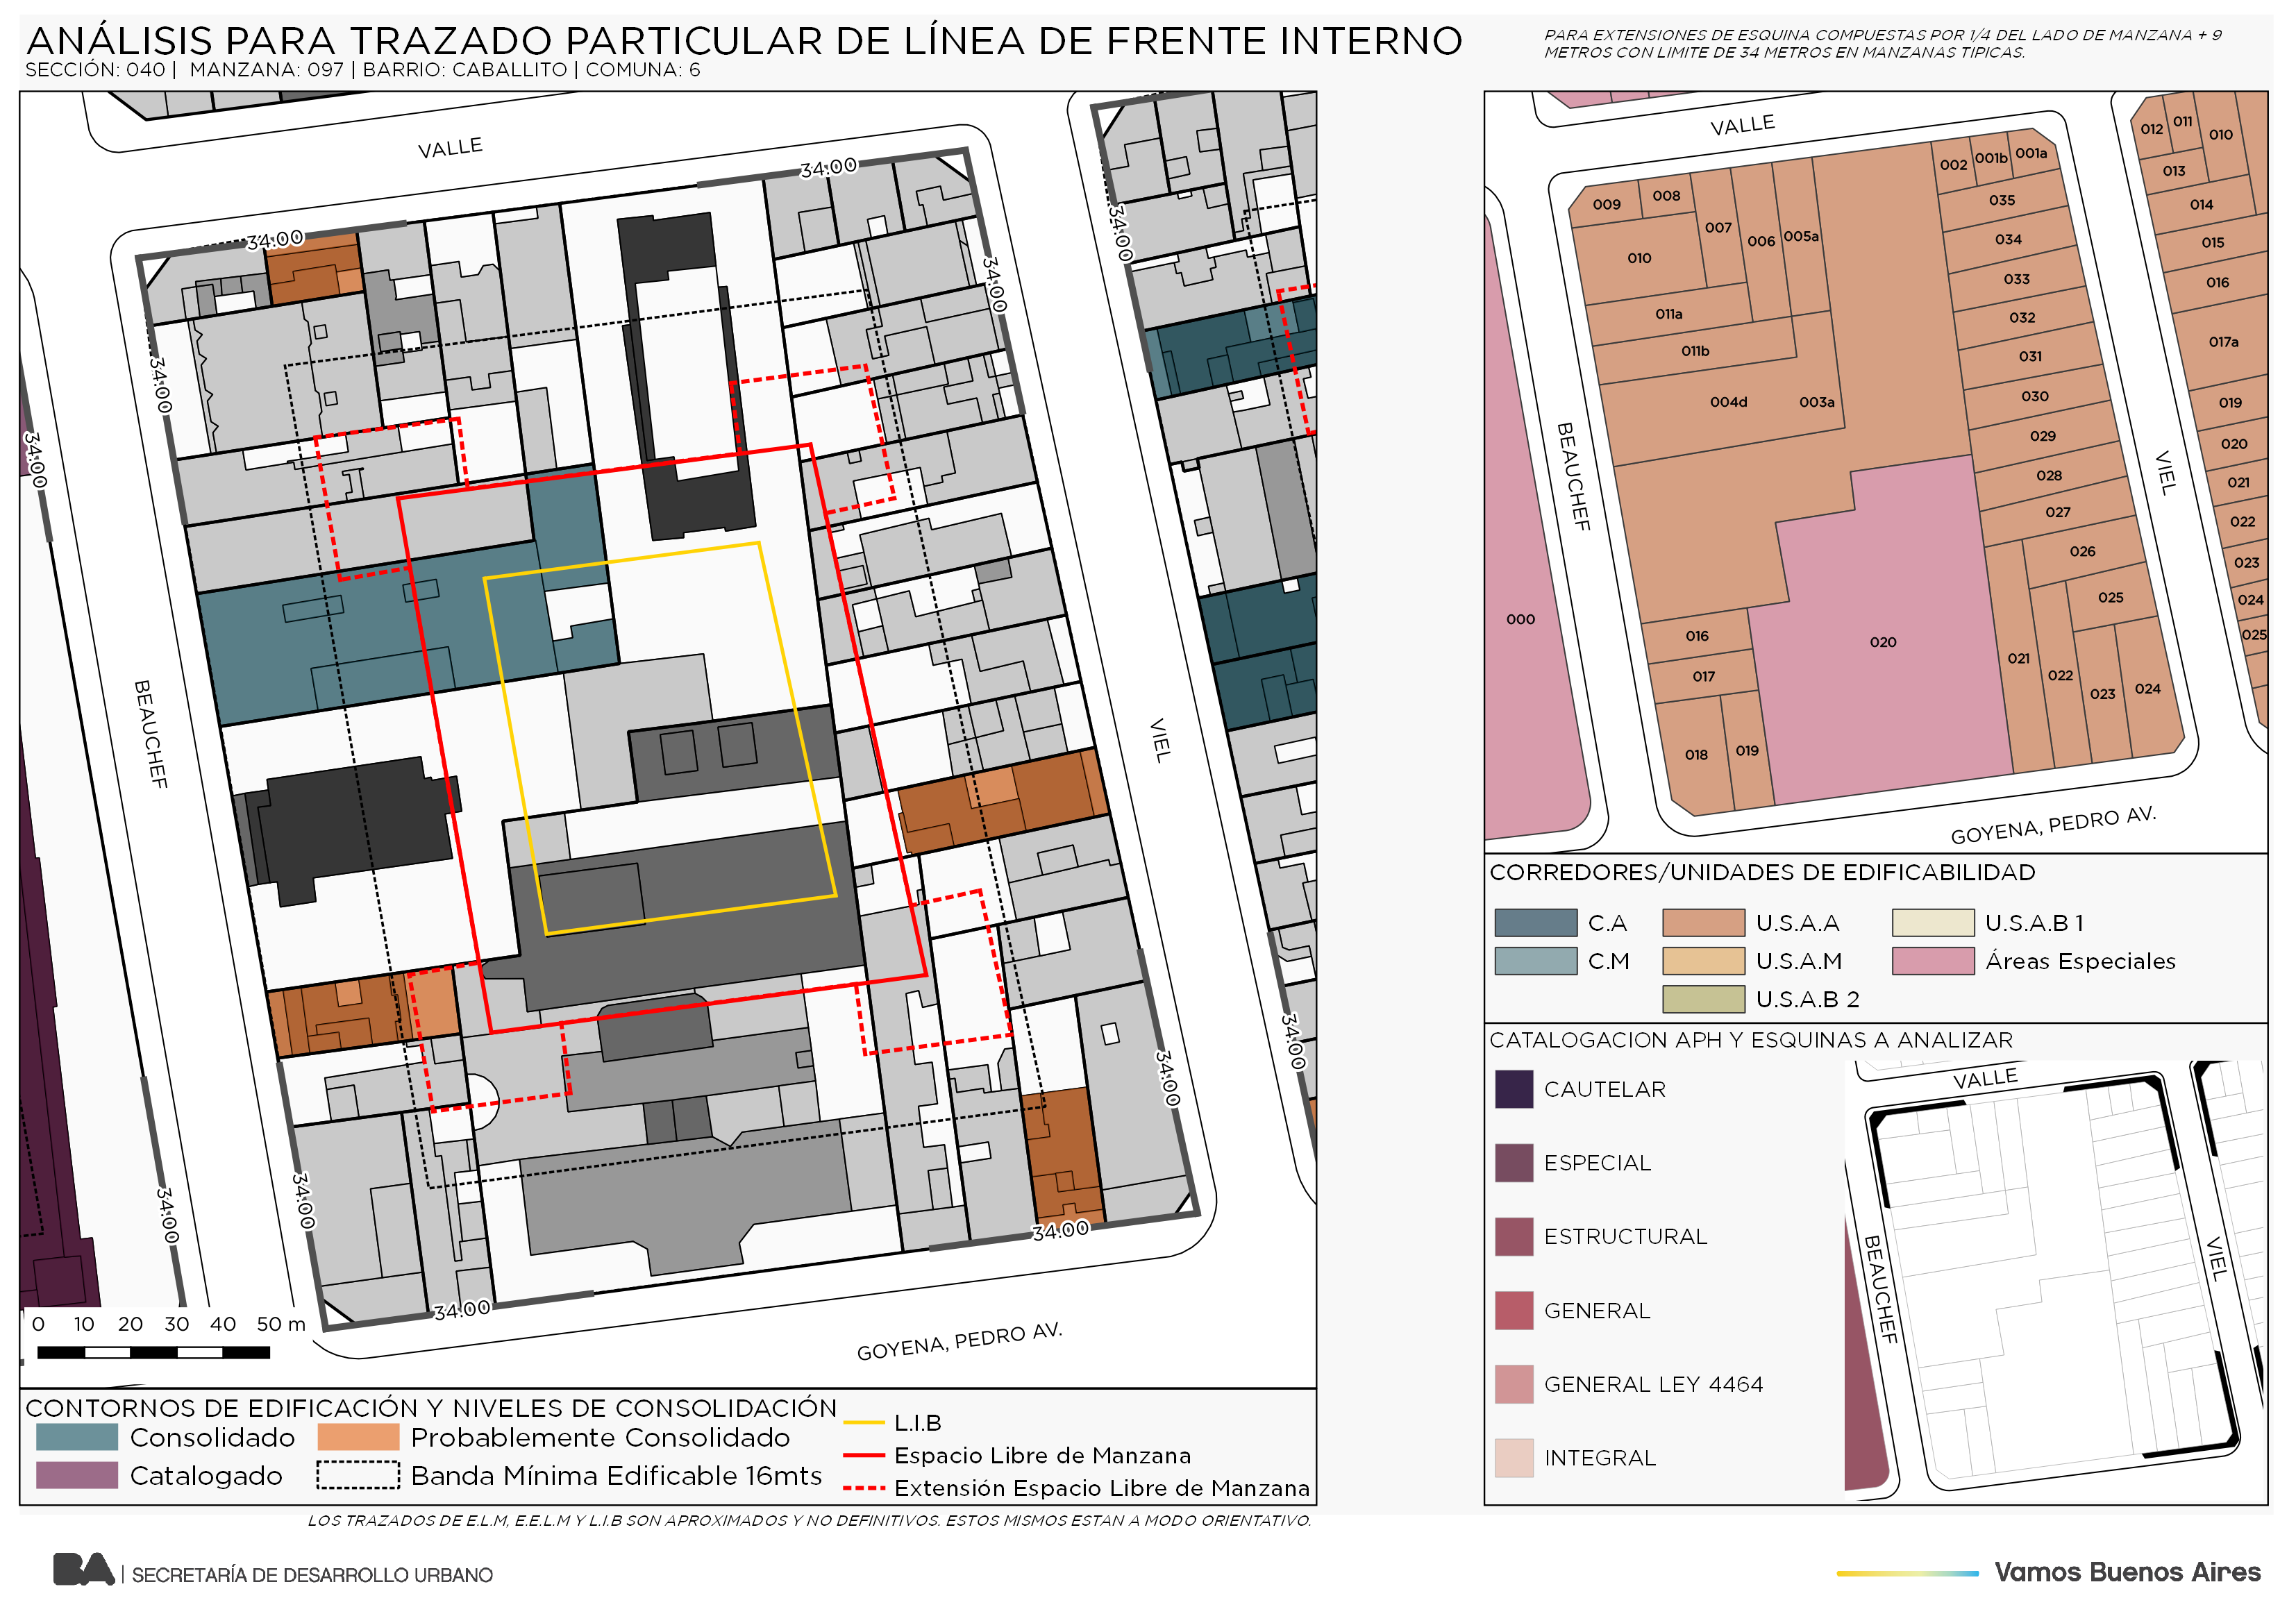 ANÁLISIS PARA TRAZADO PARTICULAR DE LÍNEA DE FRENTE INTERNO
SECCIÓN: 040 | MANZANA: 097 | BARRIO: CABALLITO | COMUNA: 6
PARA EXTENSIONES DE ESQUINA COMPUESTAS POR 1/4 DEL LADO DE MANZANA + 9
METROS CON LIMITE DE 34 METROS EN MANZANAS TIPICAS.
VALLE
34.00
34.00
34.00
34.00
34.00
34.00
BEAUCHEF
VIEL
34.00
34.00
34.00
34.00
34.00
34.00
GOYENA, PEDRO AV.
0 10 20 30 40 50 m
CONTORNOS DE EDIFICACIÓN Y NIVELES DE CONSOLIDACIÓN
Consolidado
Probablemente Consolidado
Catalogado
Banda Mínima Edificable 16mts
L.I.B
Espacio Libre de Manzana
Extensión Espacio Libre de Manzana
LOS TRAZADOS DE E.L.M, E.E.L.M Y L.I.B SON APROXIMADOS Y NO DEFINITIVOS. ESTOS MISMOS ESTAN A MODO ORIENTATIVO.
VALLE
012
011
010
013
014
015
016
017a
019
020
021
022
023
024
025
009
008
007
006
005a
002
001b
001a
010
035
034
033
011a
032
011b
031
004d
003a
030
029
028
027
026
025
000
016
020
017
021
022
023
024
018
019
BEAUCHEF
VIEL
GOYENA, PEDRO AV.
CORREDORES/UNIDADES DE EDIFICABILIDAD
C.A
U.S.A.A
U.S.A.B 1
C.M
U.S.A.M
Áreas Especiales
U.S.A.B 2
CATALOGACION APH Y ESQUINAS A ANALIZAR
CAUTELAR
ESPECIAL
ESTRUCTURAL
GENERAL
GENERAL LEY 4464
INTEGRAL
VALLE
BEAUCHEF
VIEL
BA | SECRETARÍA DE DESARROLLO URBANO
Vamos Buenos Aires